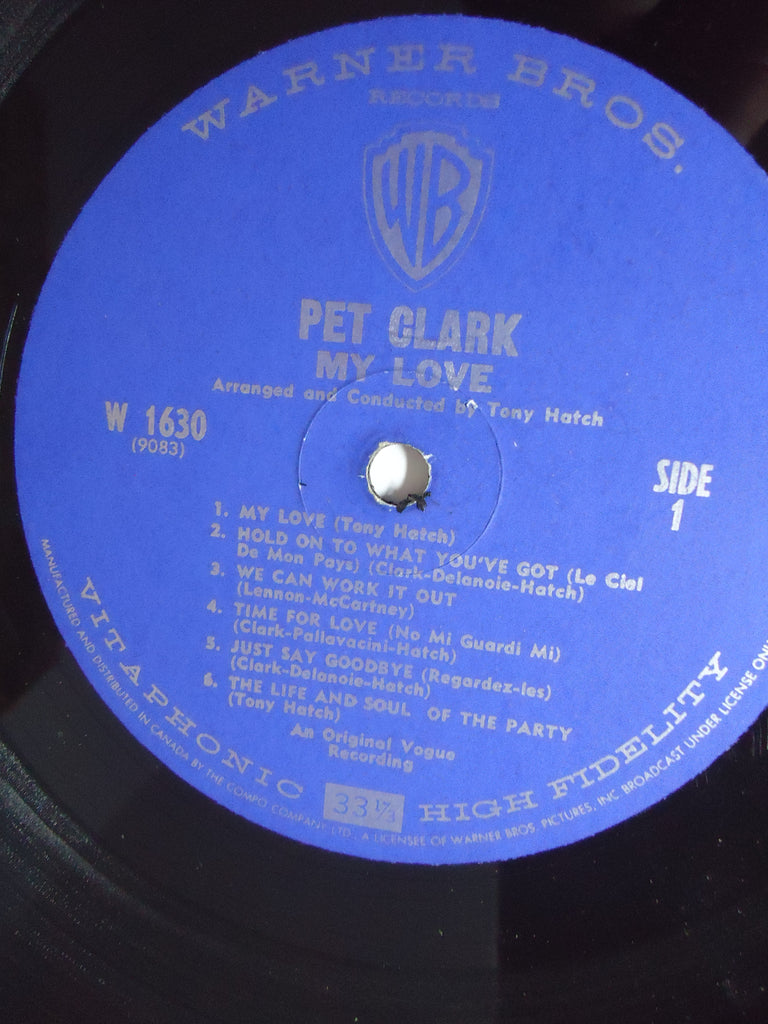 WARNER BROS.
RECORDS
WB
PET CLARK
MY LOVE
Arranged and Conducted by Tony Hatch
W 1630
(9083)
SIDE
1
1. MY LOVE (Tony Hatch)
2. HOLD ON TO WHAT YOU'VE GOT (Le Ciel
De Mon Pays) (Clark-Delanoie-Hatch)
3. WE CAN WORK IT OUT
(Lennon-McCartney)
4. TIME FOR LOVE (No Mi Guardi Mi)
(Clark-Pallavacini-Hatch)
5. JUST SAY GOODBYE (Regardez-les)
(Clark-Delanoie-Hatch)
6. THE LIFE AND SOUL OF THE PARTY
(Tony Hatch)
An Original Vogue
Recording
VITAPHONIC 33 1/3 HIGH FIDELITY
MANUFACTURED AND DISTRIBUTED IN CANADA BY THE COMPO COMPANY LTD. A LICENSEE OF WARNER BROS. PICTURES, INC. BROADCAST UNDER LICENSE